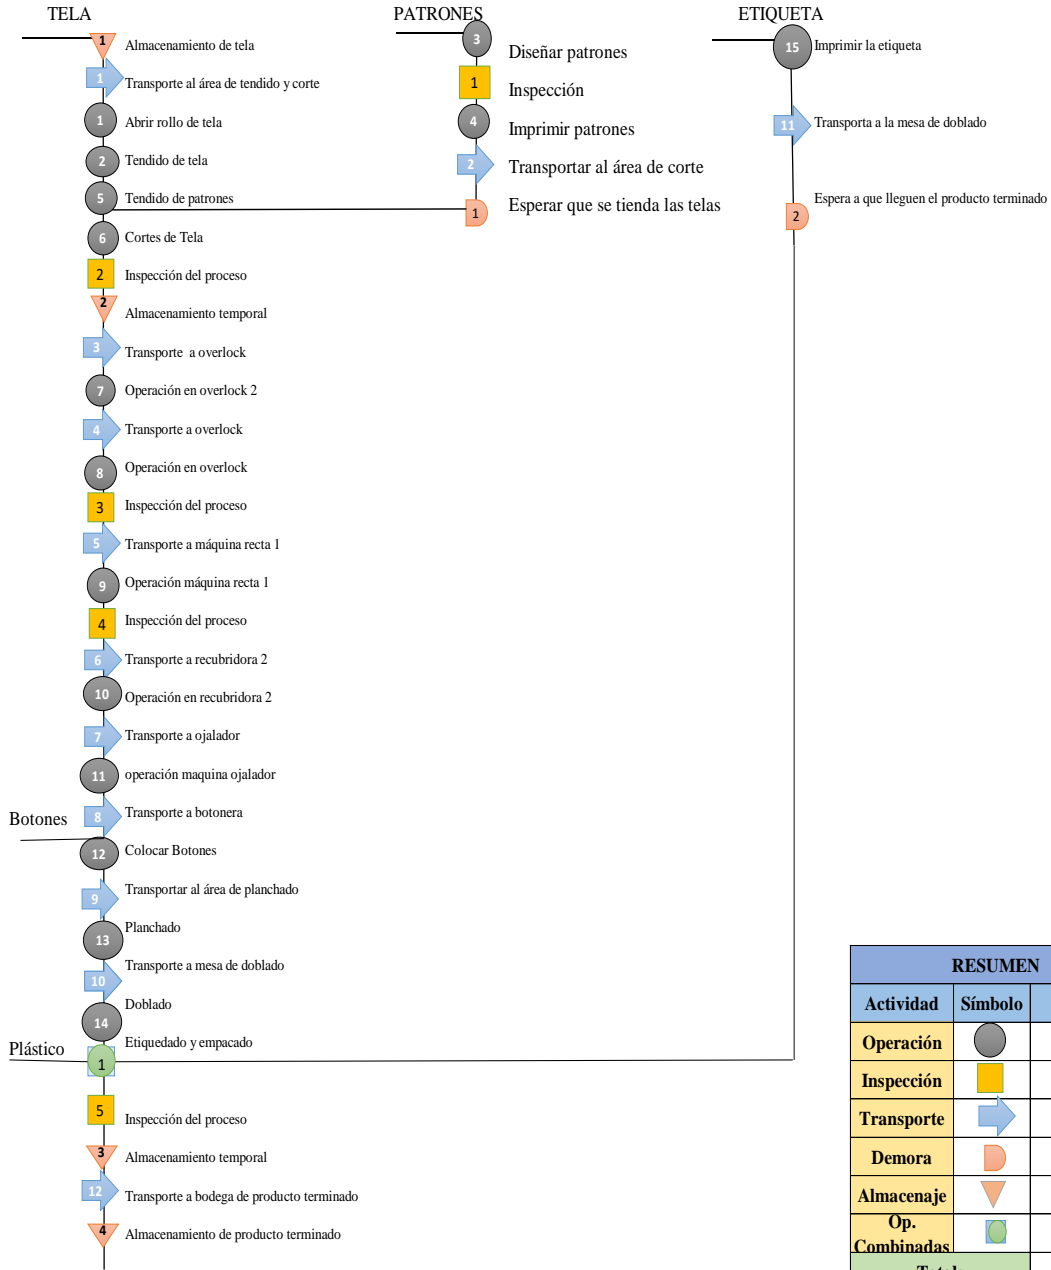 TELA
1 Almacenamiento de tela
1 Transporte al área de tendido y corte
1 Abrir rollo de tela
2 Tendido de tela
5 Tendido de patrones
6 Cortes de Tela
2 Inspección del proceso
2 Almacenamiento temporal
3 Transporte a overlock
7 Operación en overlock 2
4 Transporte a overlock
8 Operación en overlock
3 Inspección del proceso
5 Transporte a máquina recta 1
9 Operación máquina recta 1
4 Inspección del proceso
6 Transporte a recubridora 2
10 Operación en recubridora 2
7 Transporte a ojalador
11 operación maquina ojalador
8 Transporte a botonera
Botones
12 Colocar Botones
9 Transportar al área de planchado
13 Planchado
10 Transporte a mesa de doblado
14 Doblado
Plástico
1 Etiquedado y empacado
5 Inspección del proceso
3 Almacenamiento temporal
12 Transporte a bodega de producto terminado
4 Almacenamiento de producto terminado
PATRONES
3 Diseñar patrones
1 Inspección
4 Imprimir patrones
2 Transportar al área de corte
1 Esperar que se tienda las telas
ETIQUETA
15 Imprimir la etiqueta
11 Transporta a la mesa de doblado
2 Espera a que lleguen el producto terminado
RESUMEN
Actividad Símbolo
Operación
Inspección
Transporte
Demora
Almacenaje
Op.
Combinadas